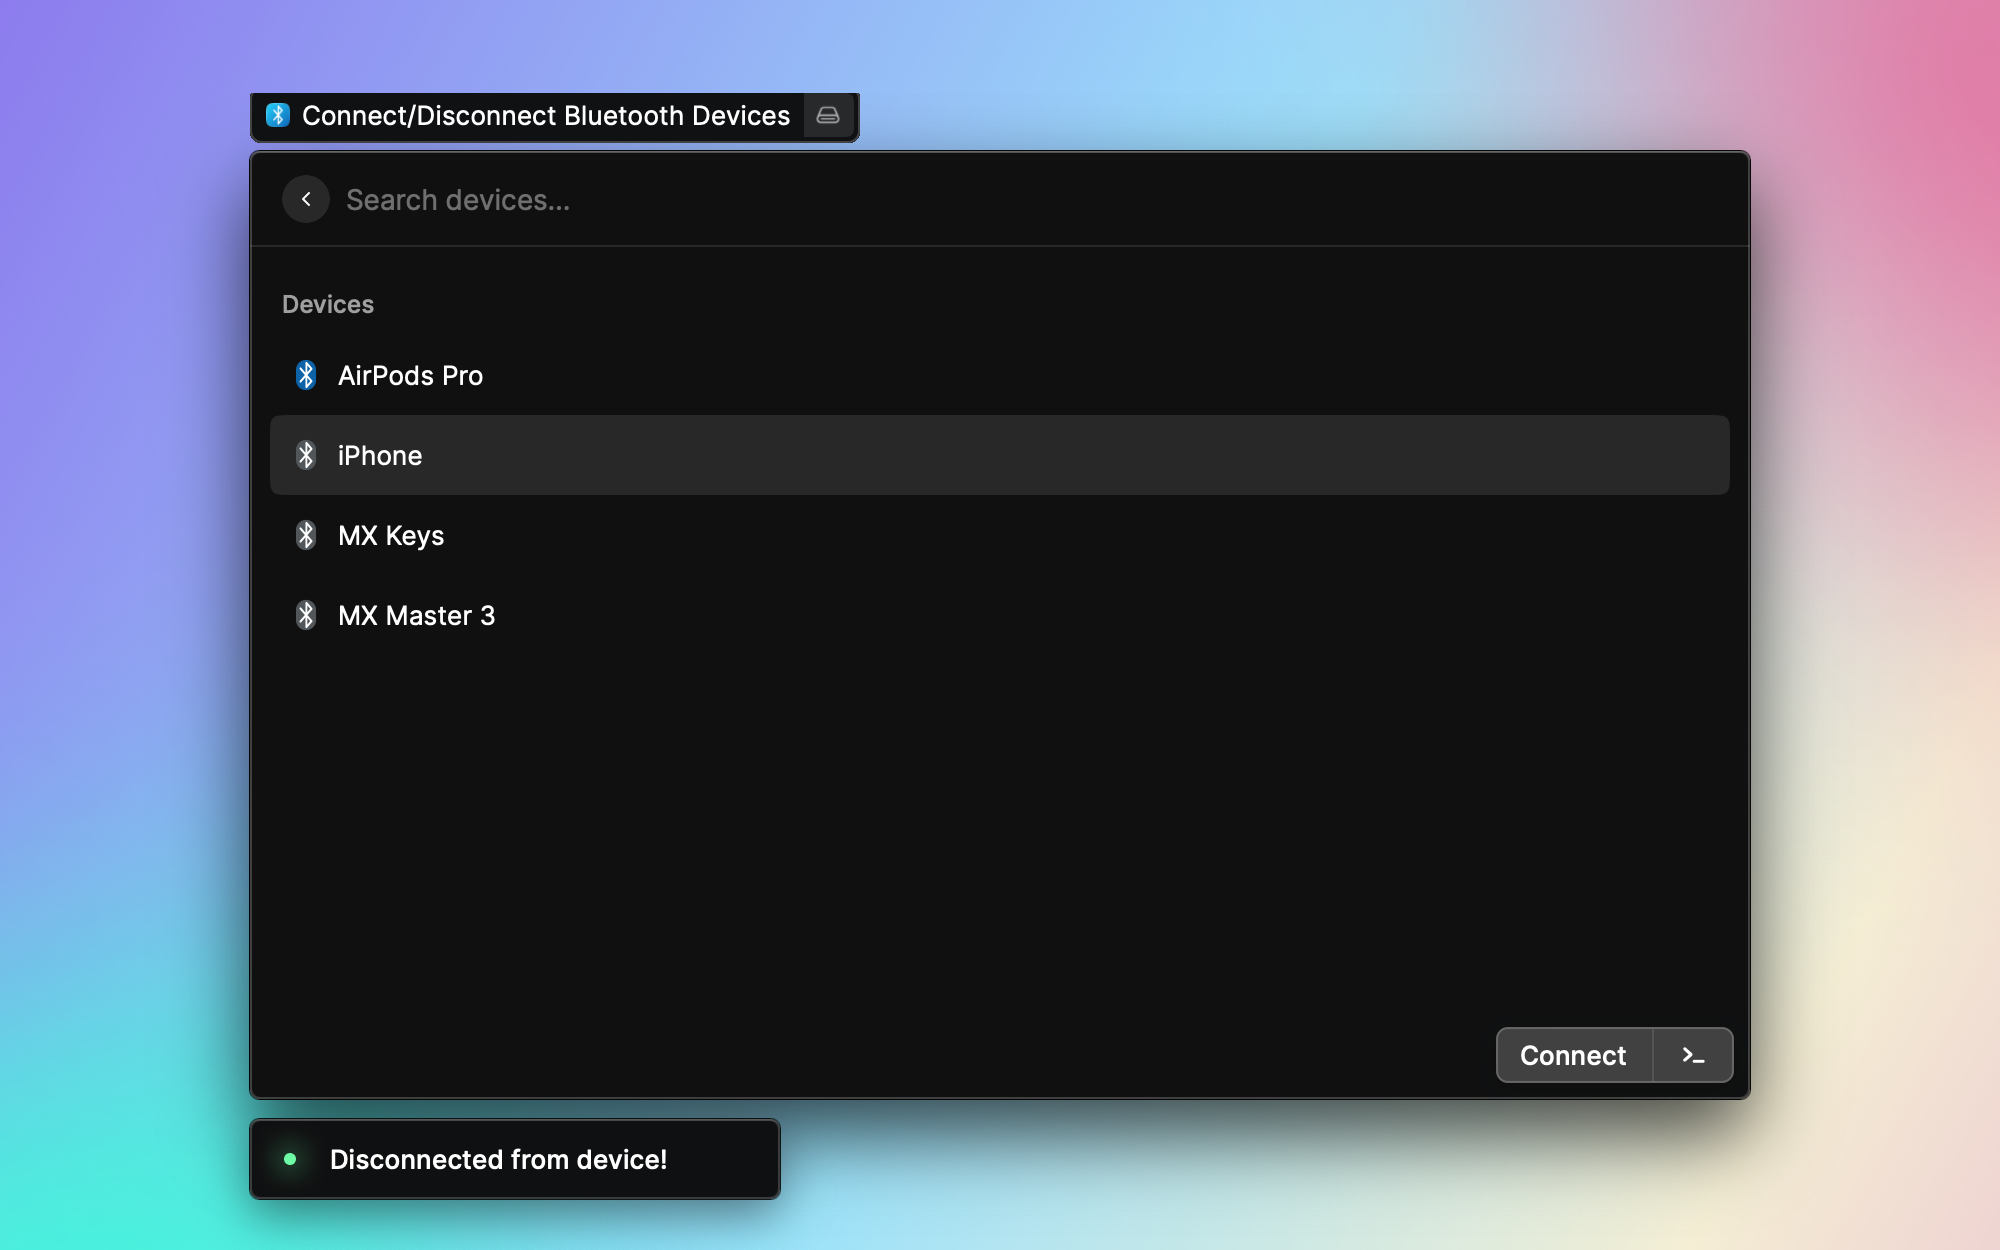 Connect/Disconnect Bluetooth Devices
Search devices...
Devices
AirPods Pro
iPhone
MX Keys
MX Master 3
Connect
Disconnected from device!